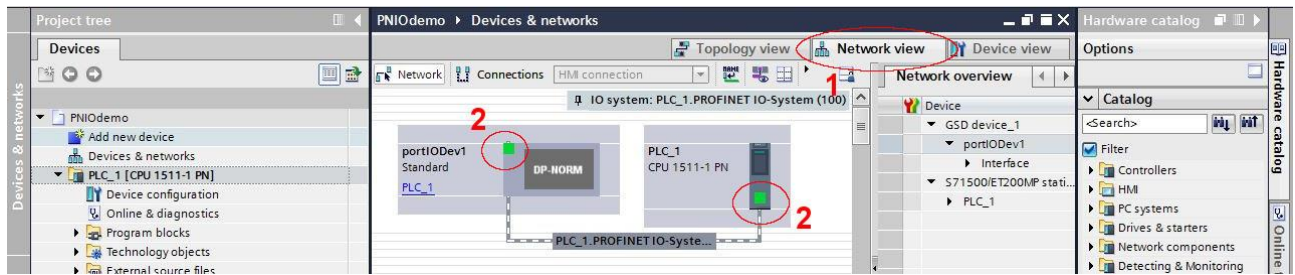 Project tree
PNIOdemo Devices & networks
Hardware catalog
Devices
Topology view Network view Device view
1
Options
Network Connections HMI connection
Network overview
IO system: PLC_1.PROFINET IO-System (100)
Device
Catalog
<Search>
Filter
PNIOdemo
Add new device
Devices & networks
PLC_1 [CPU 1511-1 PN]
Device configuration
Online & diagnostics
Program blocks
Technology objects
External source files
2
portIODev1
Standard
PLC_1
DP-NORM
PLC_1
CPU 1511-1 PN
2
PLC_1.PROFINET IO-Syste...
GSD device_1
portIODev1
Interface
S71500/ET200MP stati...
PLC_1
Controllers
HMI
PC systems
Drives & starters
Network components
Detecting & Monitoring
Devices & networks
Hardware catalog
Online